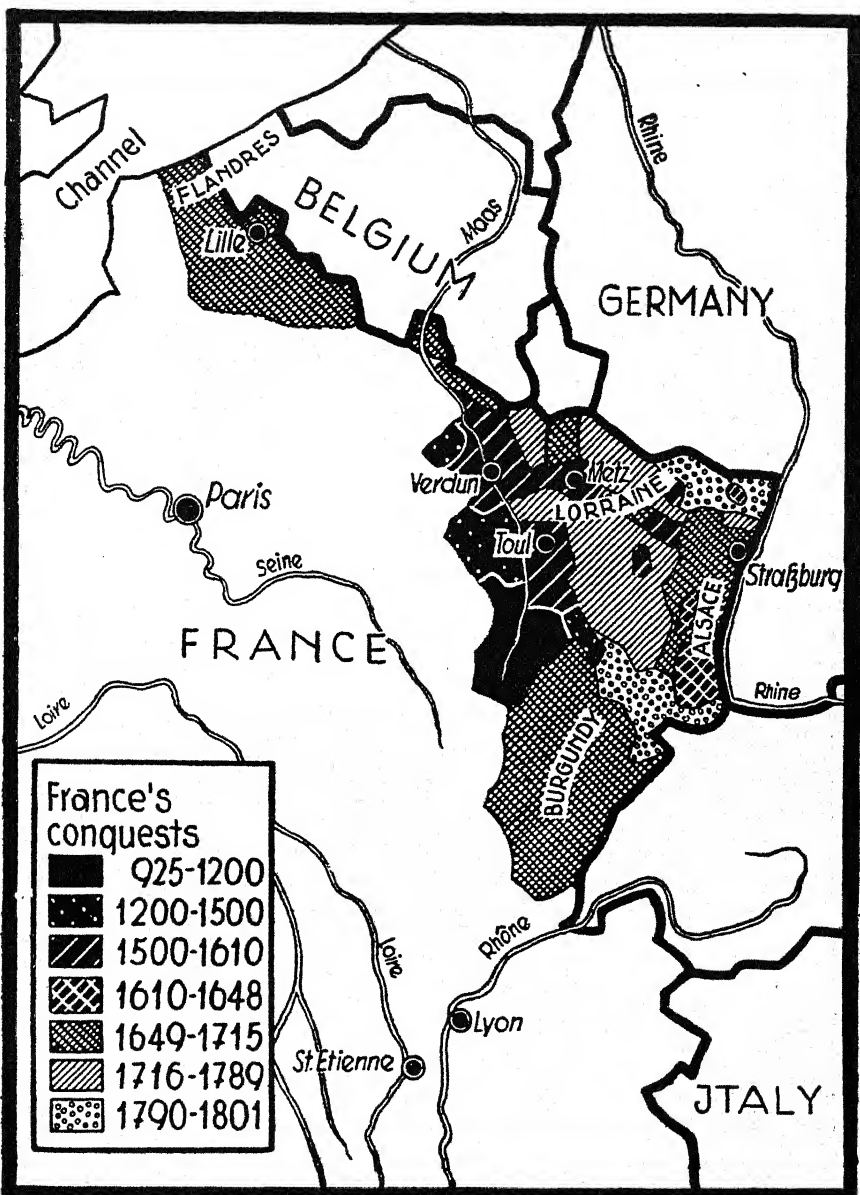 Channel
FLANDRES
Lille
BELGIUM
Maas
Rhine
GERMANY
Verdun
Metz
LORRAINE
Paris
Toul
Straßburg
Seine
ALSACE
FRANCE
Rhine
Loire
BURGUNDY
France's
conquests
925-1200
1200-1500
1500-1610
1610-1648
1649-1715
1716-1789
1790-1801
Loire
Rhône
Lyon
St. Etienne
JTALY